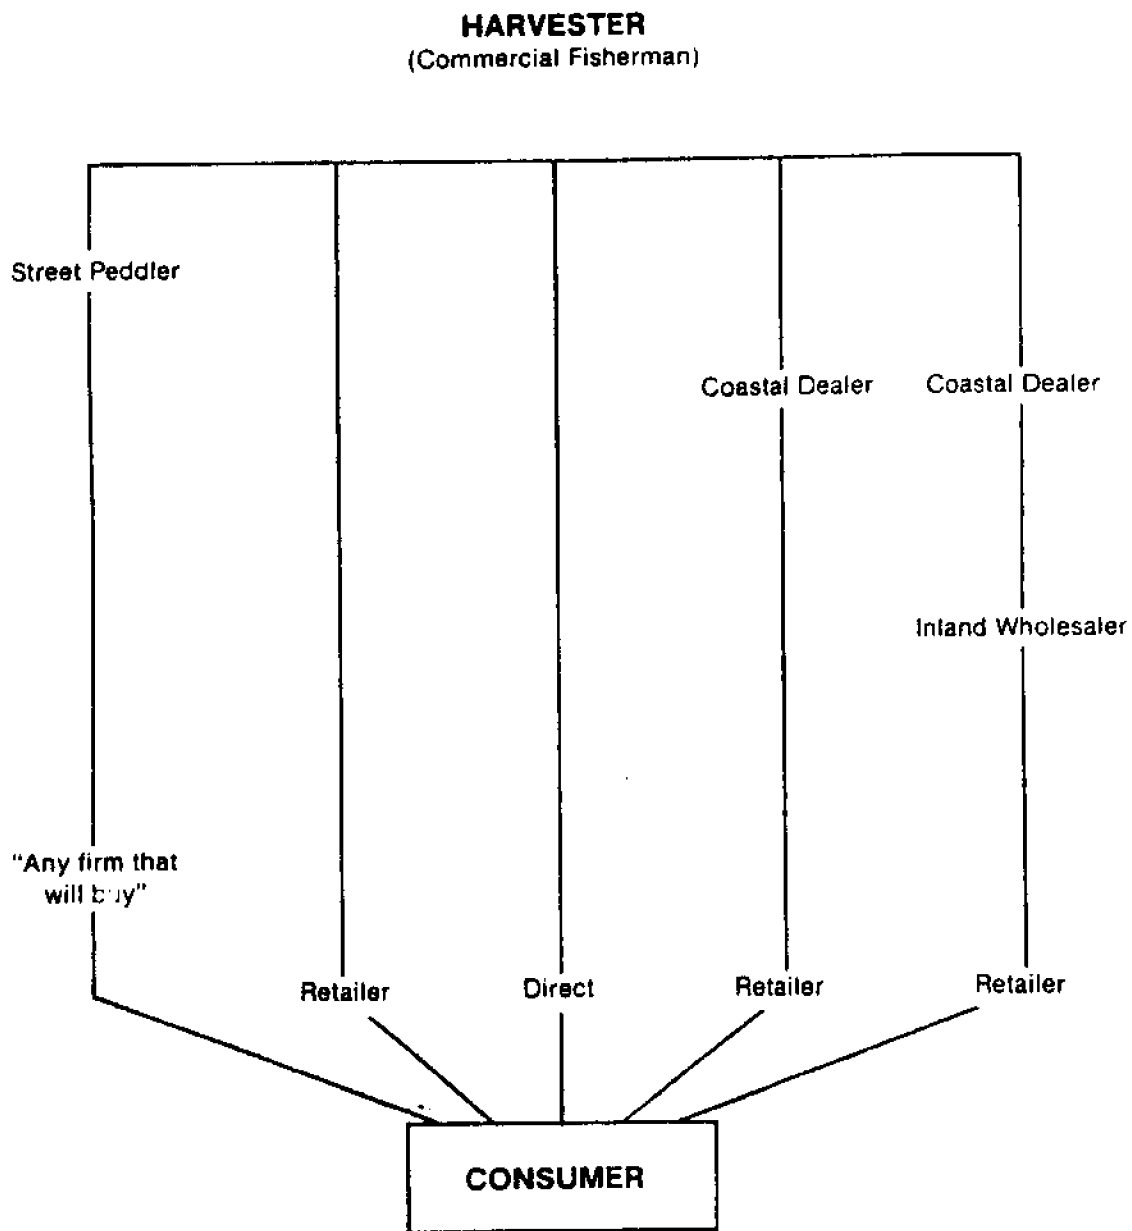 HARVESTER
(Commercial Fisherman)
Street Peddler
Coastal Dealer
Coastal Dealer
Inland Wholesaler
"Any firm that
will buy"
Retailer
Direct
Retailer
Retailer
CONSUMER